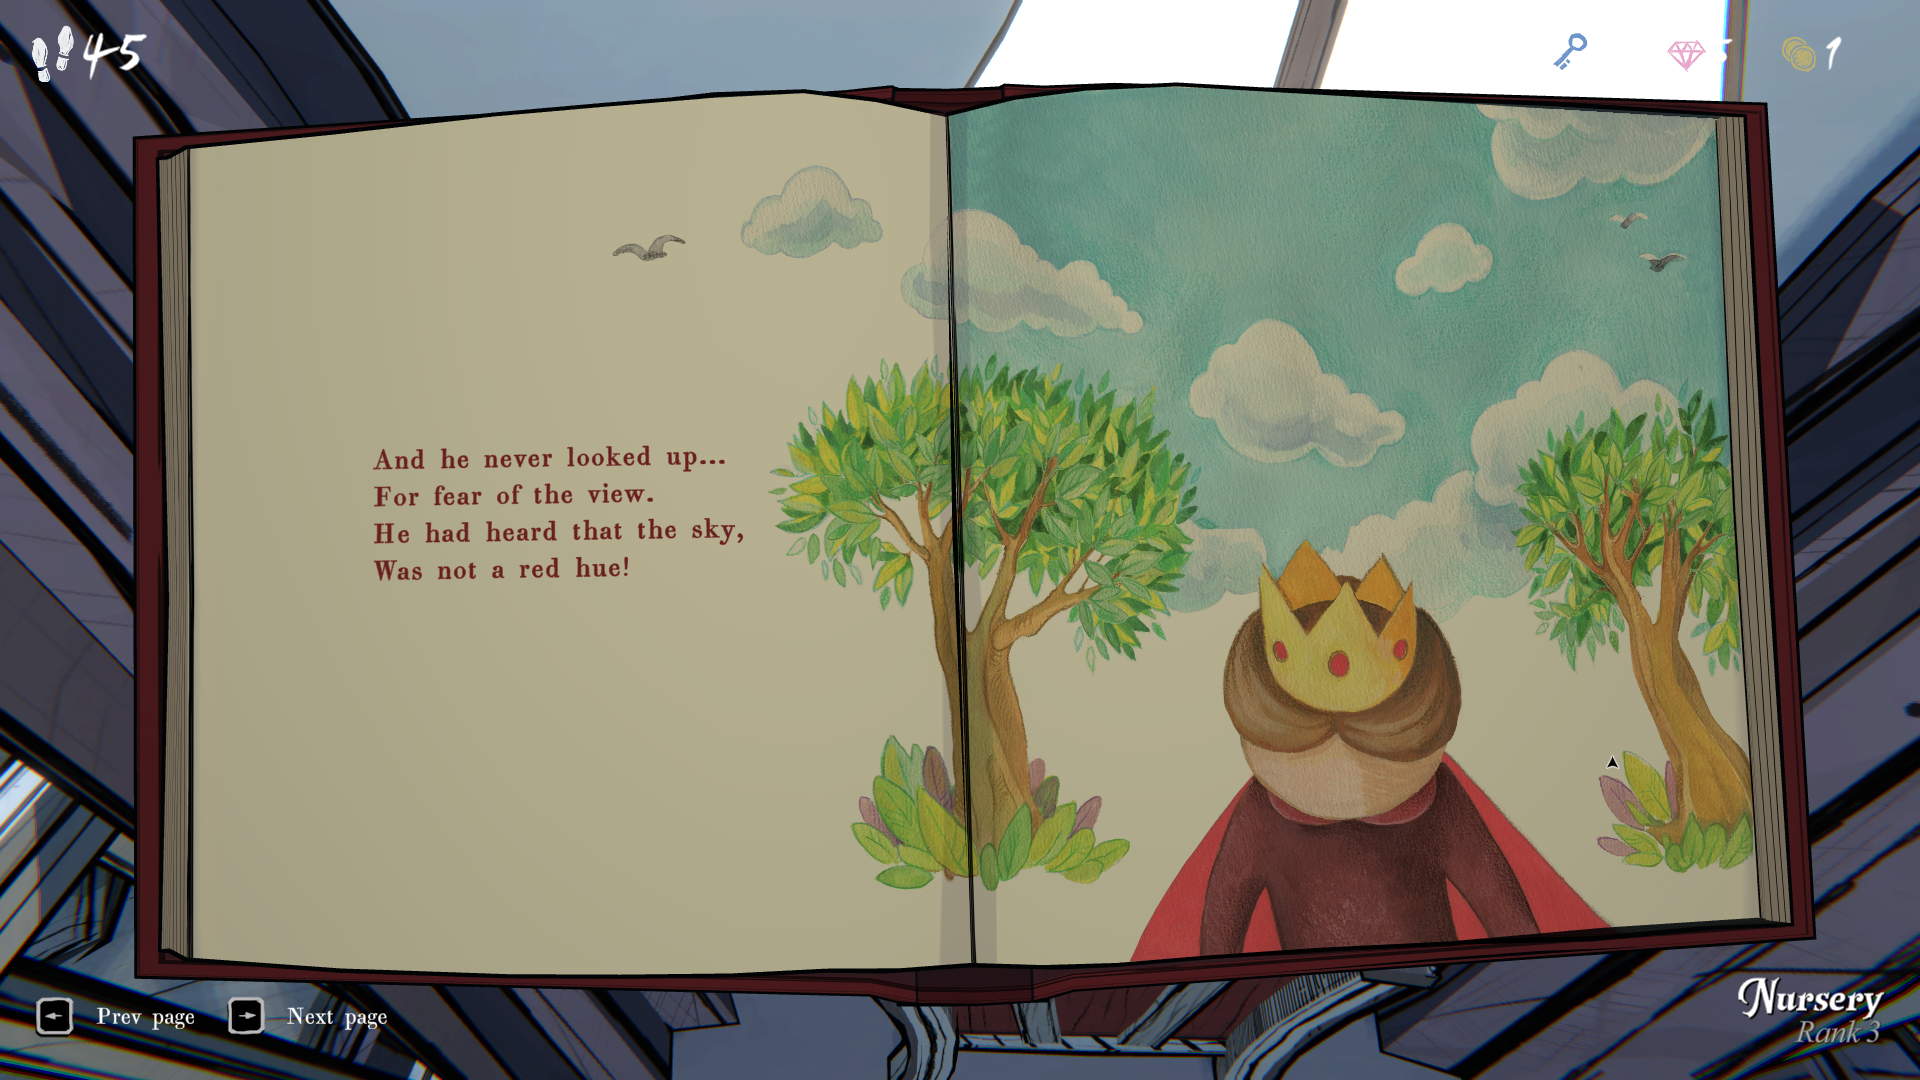 45
1
And he never looked up...
For fear of the view.
He had heard that the sky,
Was not a red hue!
Prev page
Next page
Nursery
Rank 3